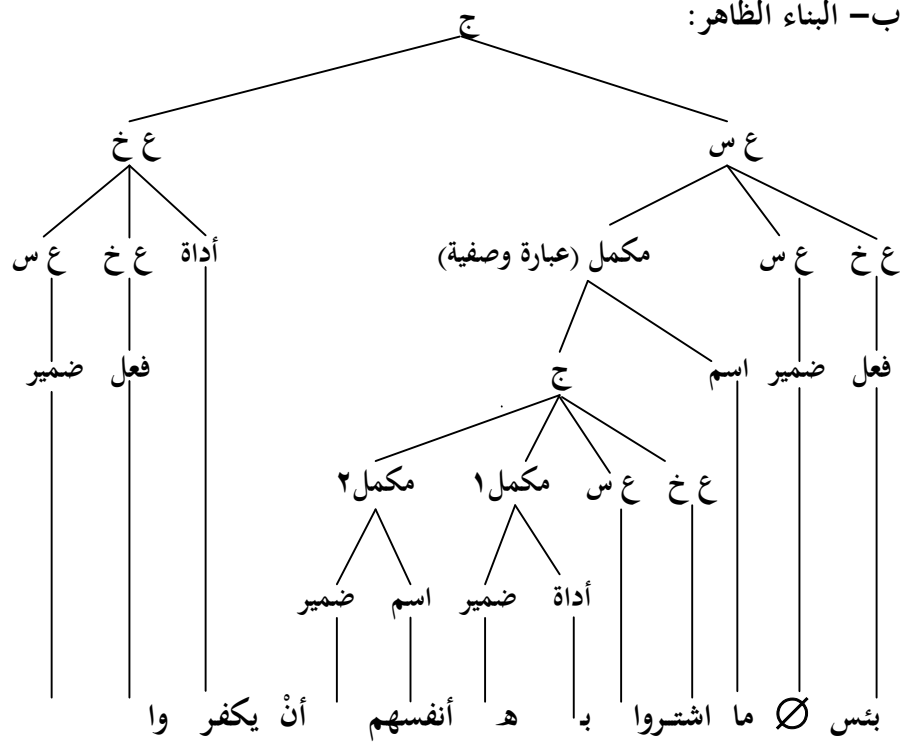 ب– البناء الظاهر:
ج
ع س ع خ
ع خ ع س مكمل (عبارة وصفية) أداة ع خ ع س
فعل ضمير اسم ج فعل ضمير
ع خ ع س مكمل١ مكمل٢
أداة ضمير اسم ضمير
بئس ∅ ما اشتـروا بـ هـ أنفسهم أنْ يكفر وا